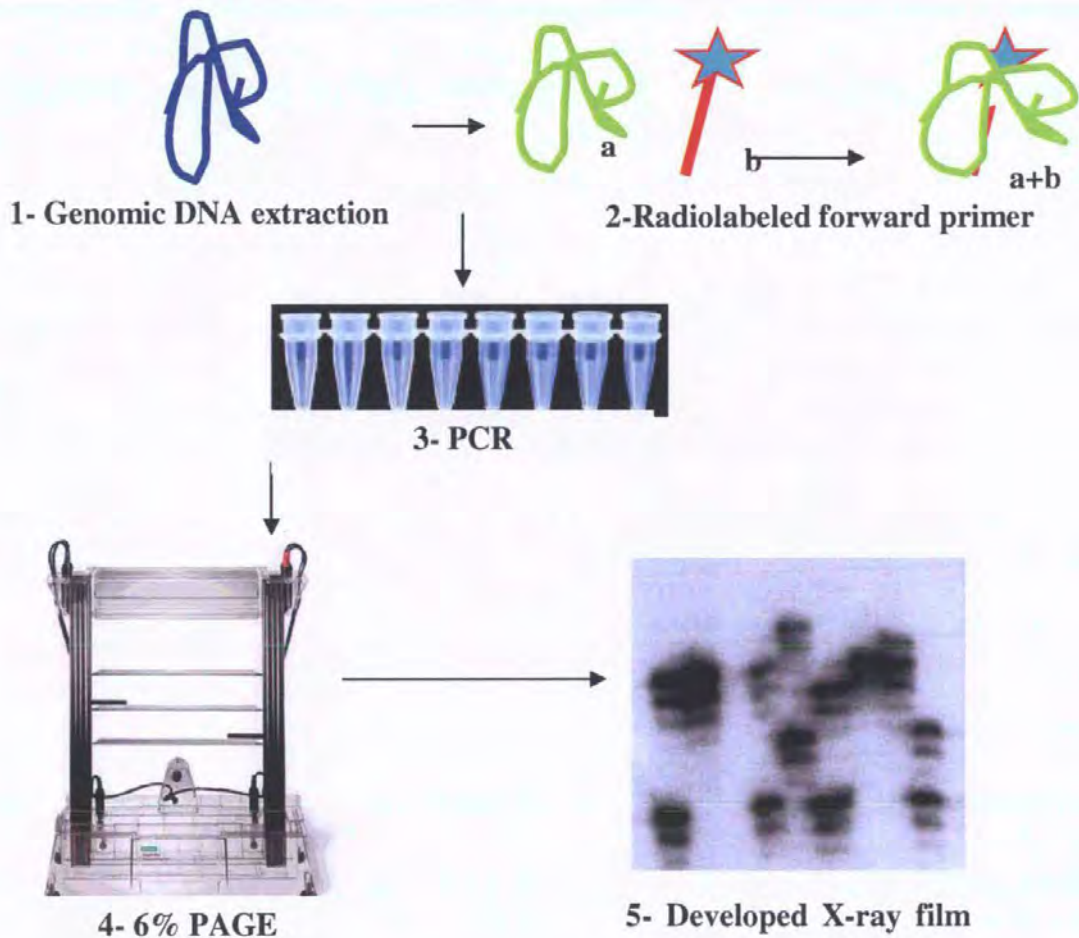 a
b
a+b
1- Genomic DNA extraction
2-Radiolabeled forward primer
3- PCR
4- 6% PAGE
5- Developed X-ray film